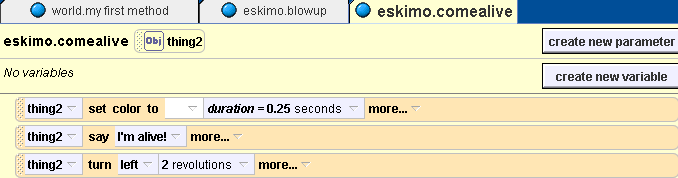 world.my first method eskimo.blowup eskimo.comealive
eskimo.comealive Obj thing2 create new parameter
No variables create new variable
thing2 set color to duration = 0.25 seconds more...
thing2 say I'm alive! more...
thing2 turn left 2 revolutions more...